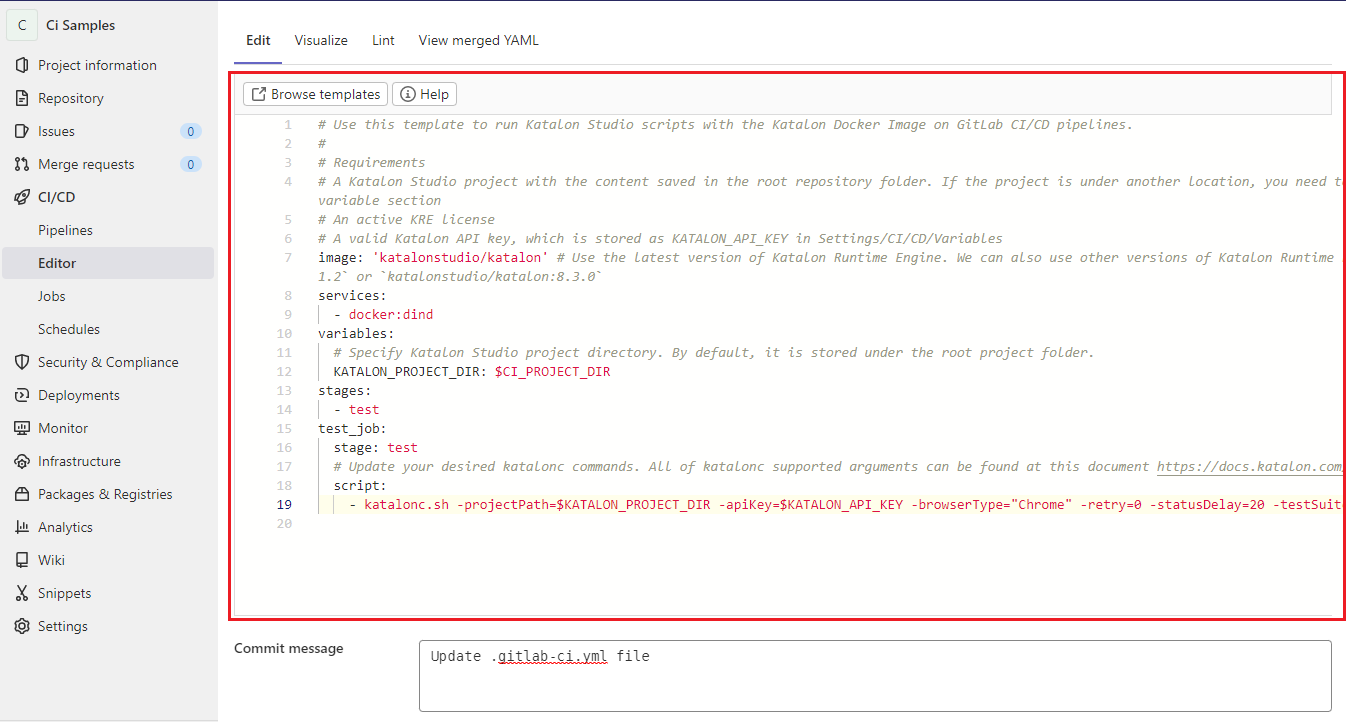 C Ci Samples
Project information
Repository
Issues 0
Merge requests 0
CI/CD
Pipelines
Editor
Jobs
Schedules
Security & Compliance
Deployments
Monitor
Infrastructure
Packages & Registries
Analytics
Wiki
Snippets
Settings
Edit Visualize Lint View merged YAML
Browse templates Help
1 # Use this template to run Katalon Studio scripts with the Katalon Docker Image on GitLab CI/CD pipelines.
2 #
3 # Requirements
4 # A Katalon Studio project with the content saved in the root repository folder. If the project is under another location, you need
variable section
5 # An active KRE license
6 # A valid Katalon API key, which is stored as KATALON_API_KEY in Settings/CI/CD/Variables
7 image: 'katalonstudio/katalon' # Use the latest version of Katalon Runtime Engine. We can also use other versions of Katalon Runtime
1.2` or `katalonstudio/katalon:8.3.0`
8 services:
9 - docker:dind
10 variables:
11 # Specify Katalon Studio project directory. By default, it is stored under the root project folder.
12 KATALON_PROJECT_DIR: $CI_PROJECT_DIR
13 stages:
14 - test
15 test_job:
16 stage: test
17 # Update your desired katalonc commands. All of katalonc supported arguments can be found at this document https://docs.katalon.com/
18 script:
19 - katalonc.sh -projectPath=$KATALON_PROJECT_DIR -apiKey=$KATALON_API_KEY -browserType="Chrome" -retry=0 -statusDelay=20 -testSuit
20
Commit message
Update .gitlab-ci.yml file